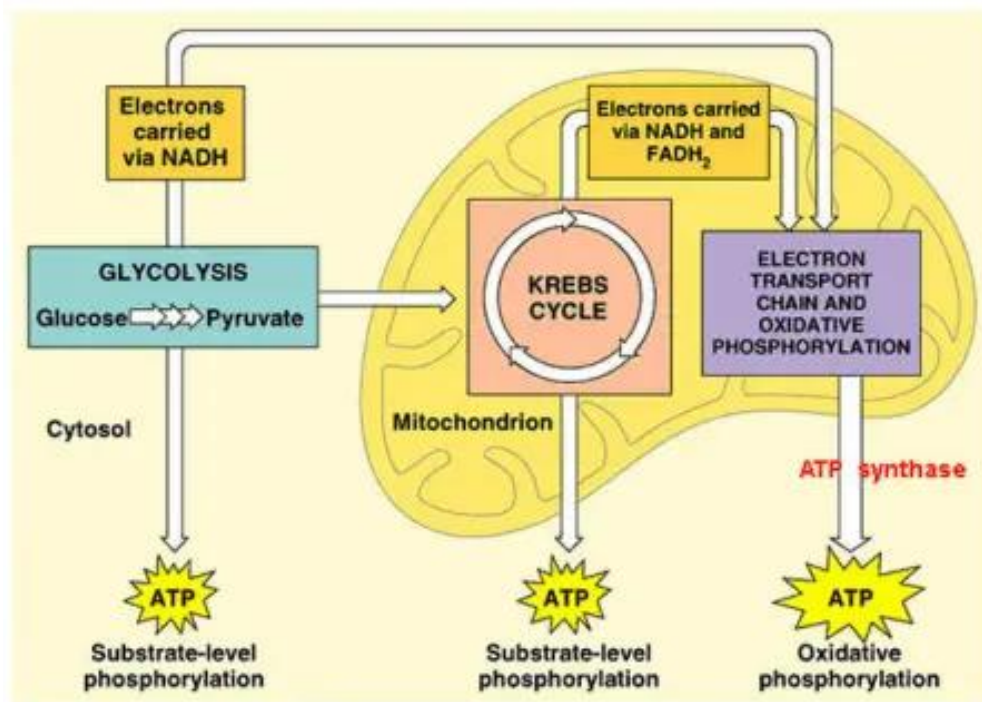 Electrons
carried
via NADH
Electrons carried
via NADH and
FADH₂
GLYCOLYSIS
Glucose Pyruvate
KREBS
CYCLE
ELECTRON
TRANSPORT
CHAIN AND
OXIDATIVE
PHOSPHORYLATION
Cytosol
Mitochondrion
ATP synthase
ATP
ATP
ATP
Substrate-level
phosphorylation
Substrate-level
phosphorylation
Oxidative
phosphorylation